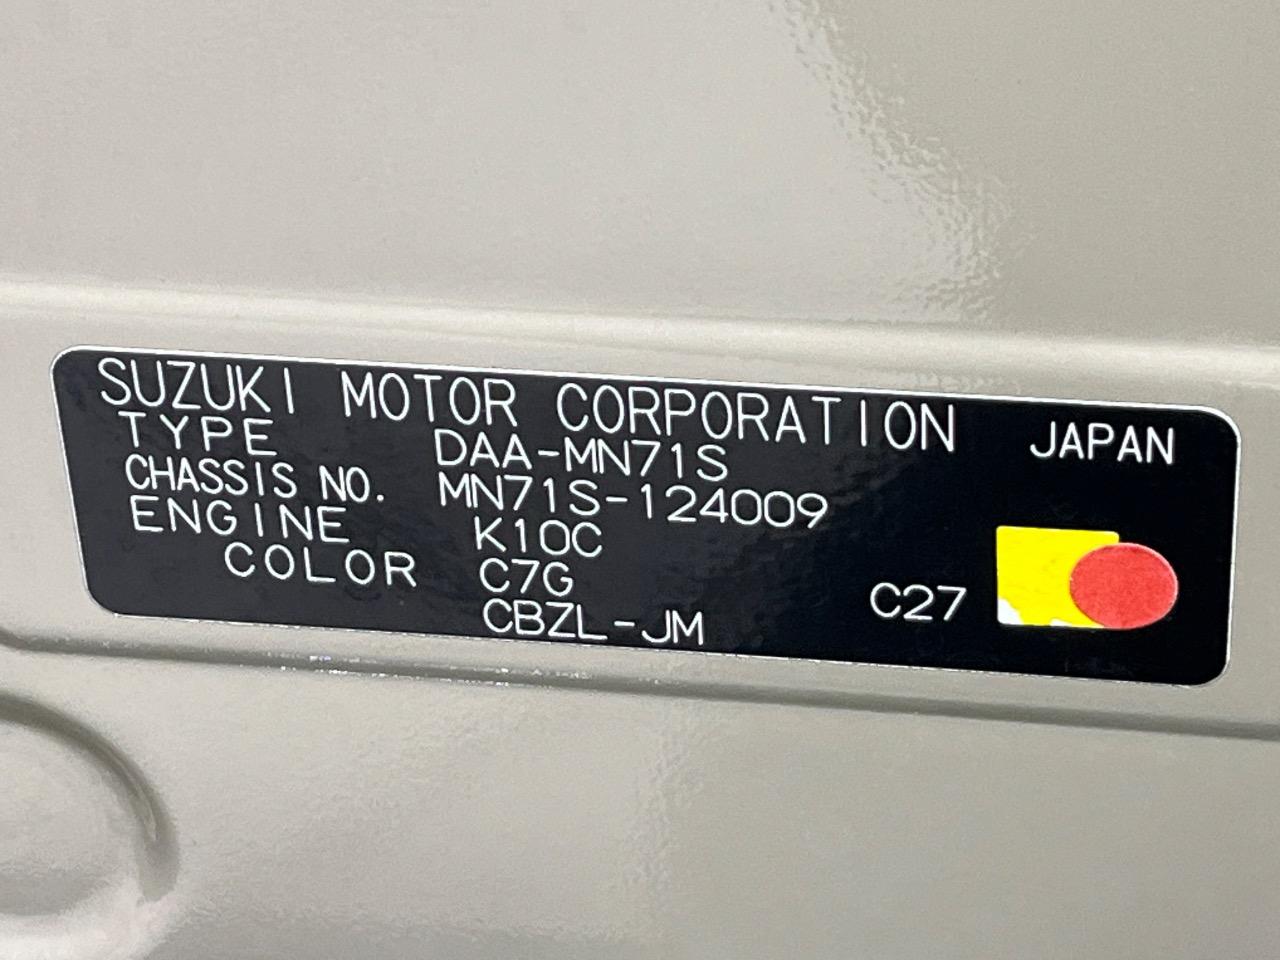 SUZUKI MOTOR CORPORATION JAPAN
TYPE DAA-MN71S
CHASSIS NO. MN71S-124009
ENGINE K10C
COLOR C7G
CBZL-JM C27